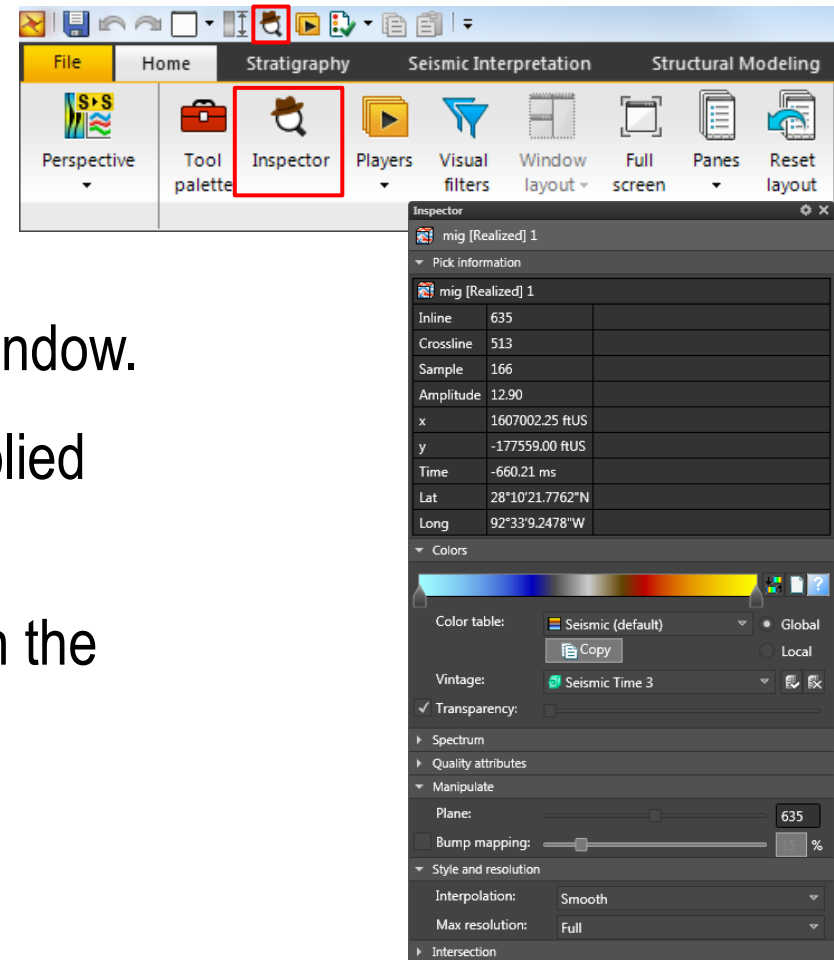 File Home Stratigraphy Seismic Interpretation Structural Modeling
S S
Perspective Tool palette Inspector Players Visual filters Window layout Full screen Panes Reset layout
Inspector
mig [Realized] 1
Pick information
mig [Realized] 1
Inline 635
Crossline 513
Sample 166
Amplitude 12.90
x 1607002.25 ftUS
y -177559.00 ftUS
Time -660.21 ms
Lat 28°10'21.7762"N
Long 92°33'9.2478"W
Colors
?
Color table: Seismic (default) Global
Copy Local
Vintage: Seismic Time 3
Transparency:
Spectrum
Quality attributes
Manipulate
Plane: 635
Bump mapping: 15 %
Style and resolution
Interpolation: Smooth
Max resolution: Full
Intersection
ndow.
lied
the